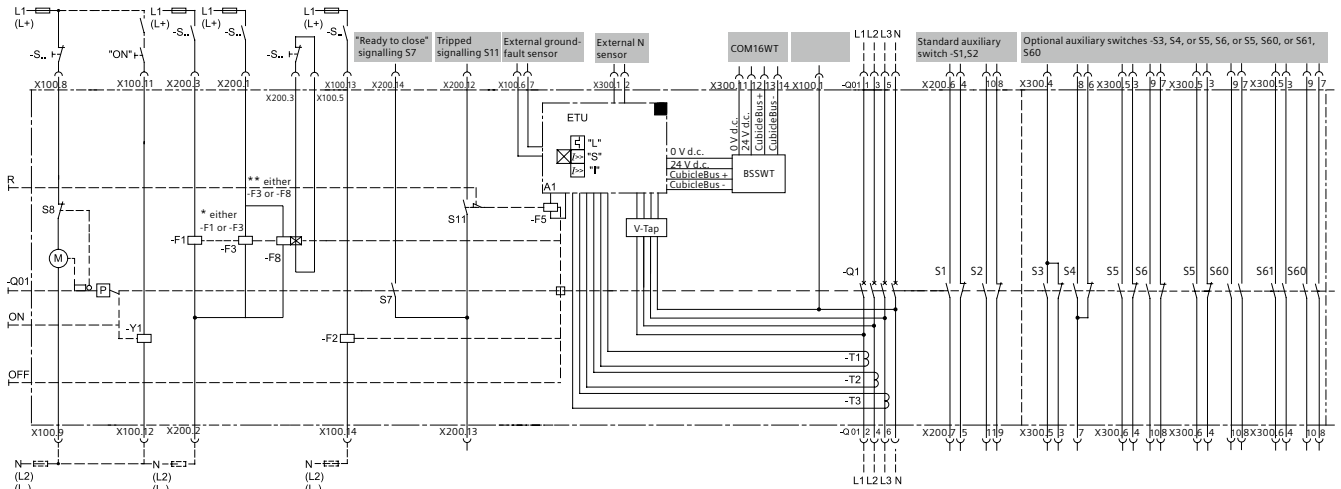 L1
(L+)
L1
(L+)
L1
(L+)
L1
(L+)
-S..
"ON"
-S..
-S..
-S..
-S..
"Ready to close"
signalling S7
Tripped
signalling S11
External ground-
fault sensor
External N
sensor
COM16WT
L1 L2 L3 N
Standard auxiliary
switch -S1,S2
Optional auxiliary switches -S3, S4, or S5, S6, or S5, S60, or S61,
S60
X100.8
X100.11
X200.3
X200.1
X200.3
X100.5
X100.13
X200.14
X200.12
X100.6 7
X300.1 2
X300.11 12 13 14
X100.1
-Q01 1 3 5
X200.6 4
10 8
X300.4
8 6
X300.5 3
9 7
X300.5 3
9 7
X300.5 3
9 7
ETU
"L"
"S"
"I"
A1
0 V d.c.
24 V d.c.
CubicleBus +
CubicleBus-
0 V d.c.
24 V d.c.
CubicleBus +
CubicleBus -
BSSWT
R
** either
-F3 or -F8
S8
* either
-F1 or -F3
S11
-F5
V-Tap
-F1
-F3
-F8
M
-Q01
P
S7
-Q1
S1
S2
S3
S4
S5
S6
S5
S60
S61
S60
ON
-Y1
-F2
-T1
OFF
-T2
-T3
X100.9
X100.12
X200.2
X100.14
X200.13
-Q01 2 4 6
X200.7 5
11 9
X300.5 3
7
X300.6 4
10 8
X300.6 4
10 8
X300.6 4
10 8
N
(L2)
N
(L2)
N
(L2)
L1 L2 L3 N